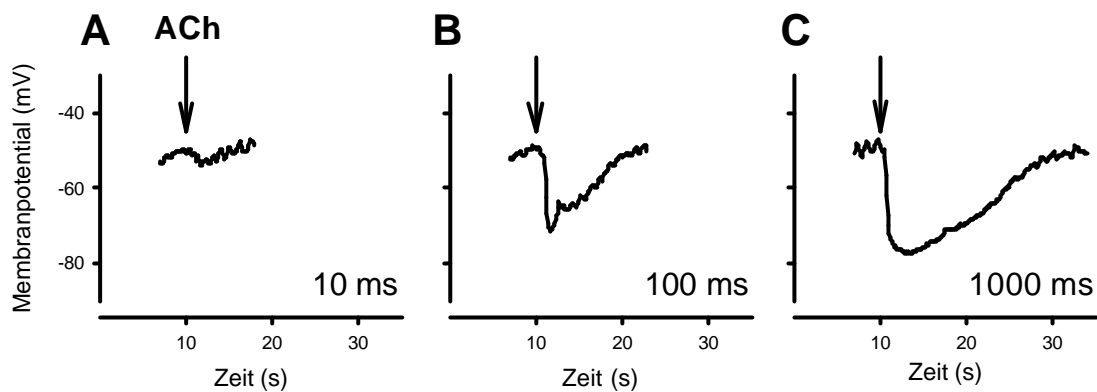 A ACh B C
Membranpotential (mV)
-40
-60
-80
10 ms 100 ms 1000 ms
10 20 30 10 20 30 10 20 30
Zeit (s) Zeit (s) Zeit (s)